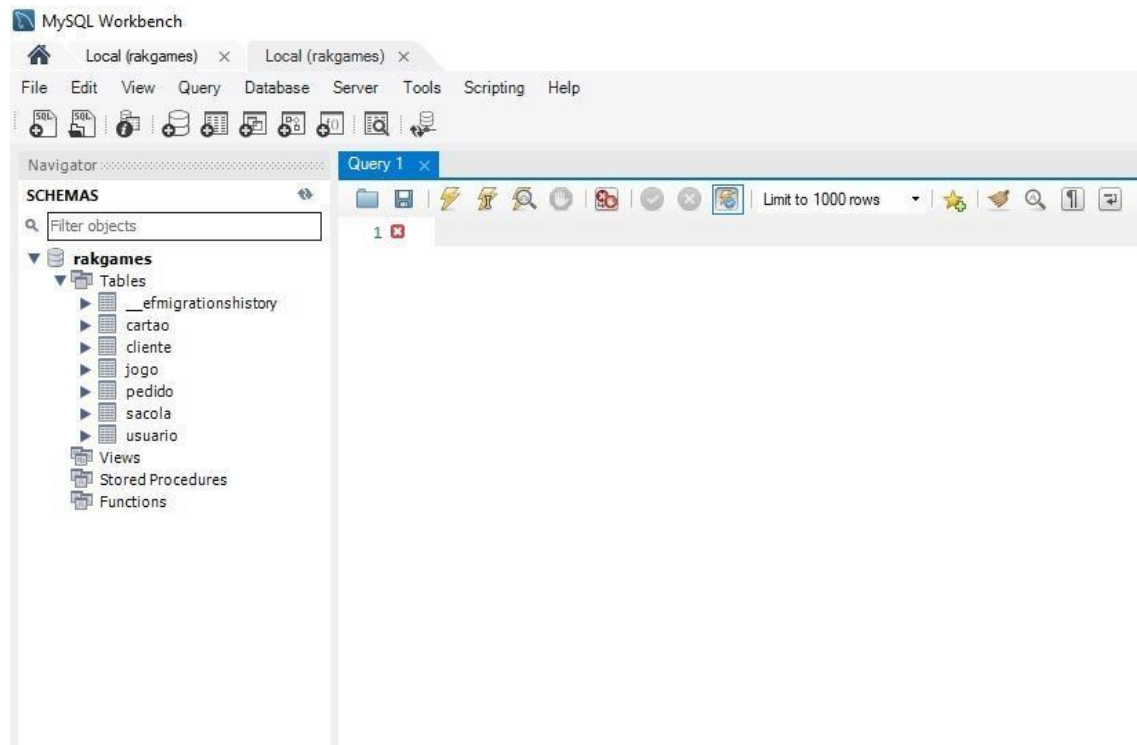 MySQL Workbench
Local (rakgames) × Local (rakgames) ×
File Edit View Query Database Server Tools Scripting Help
Navigator
Query 1 ×
SCHEMAS
Limit to 1000 rows
Filter objects
1
rakgames
Tables
__efmigrationshistory
cartao
cliente
jogo
pedido
sacola
usuario
Views
Stored Procedures
Functions